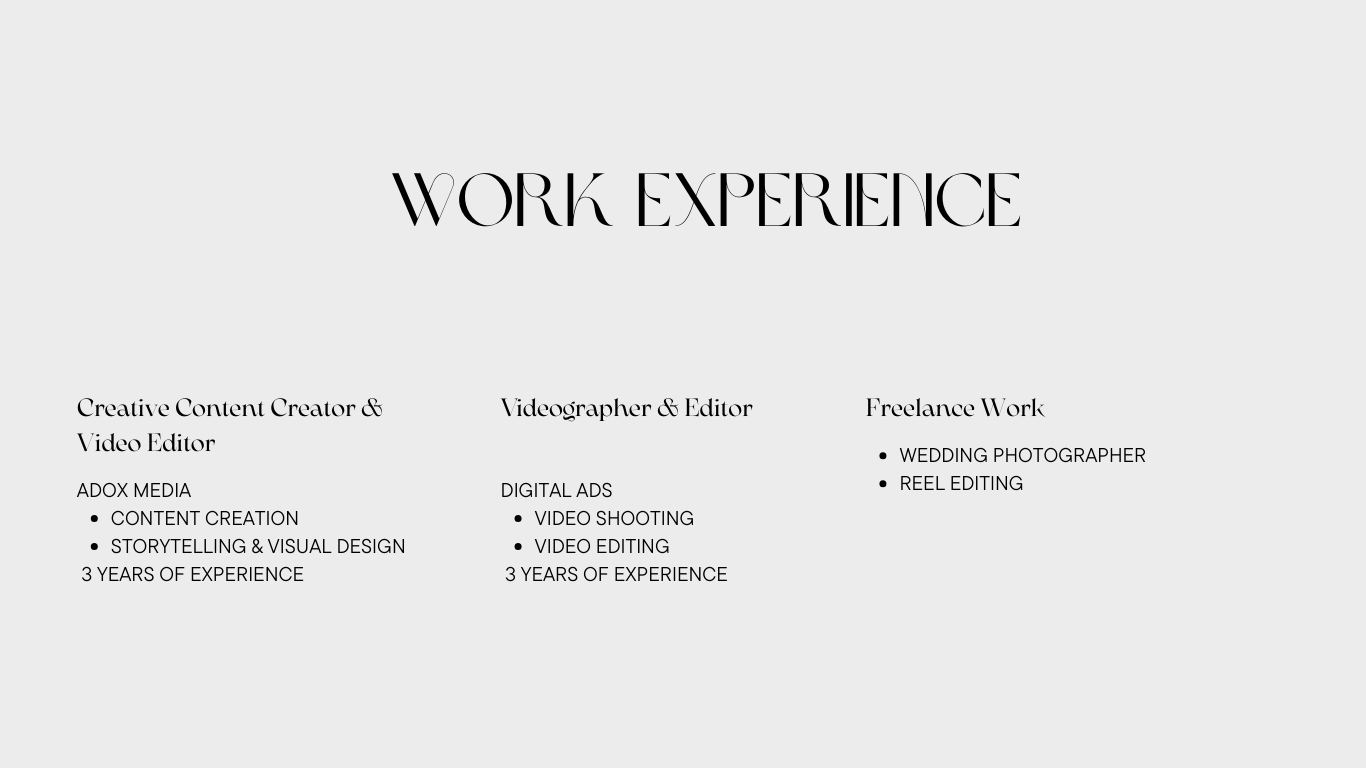 WORK EXPERIENCE
Creative Content Creator &
Video Editor
ADOX MEDIA
• CONTENT CREATION
• STORYTELLING & VISUAL DESIGN
3 YEARS OF EXPERIENCE
Videographer & Editor
DIGITAL ADS
• VIDEO SHOOTING
• VIDEO EDITING
3 YEARS OF EXPERIENCE
Freelance Work
• WEDDING PHOTOGRAPHER
• REEL EDITING